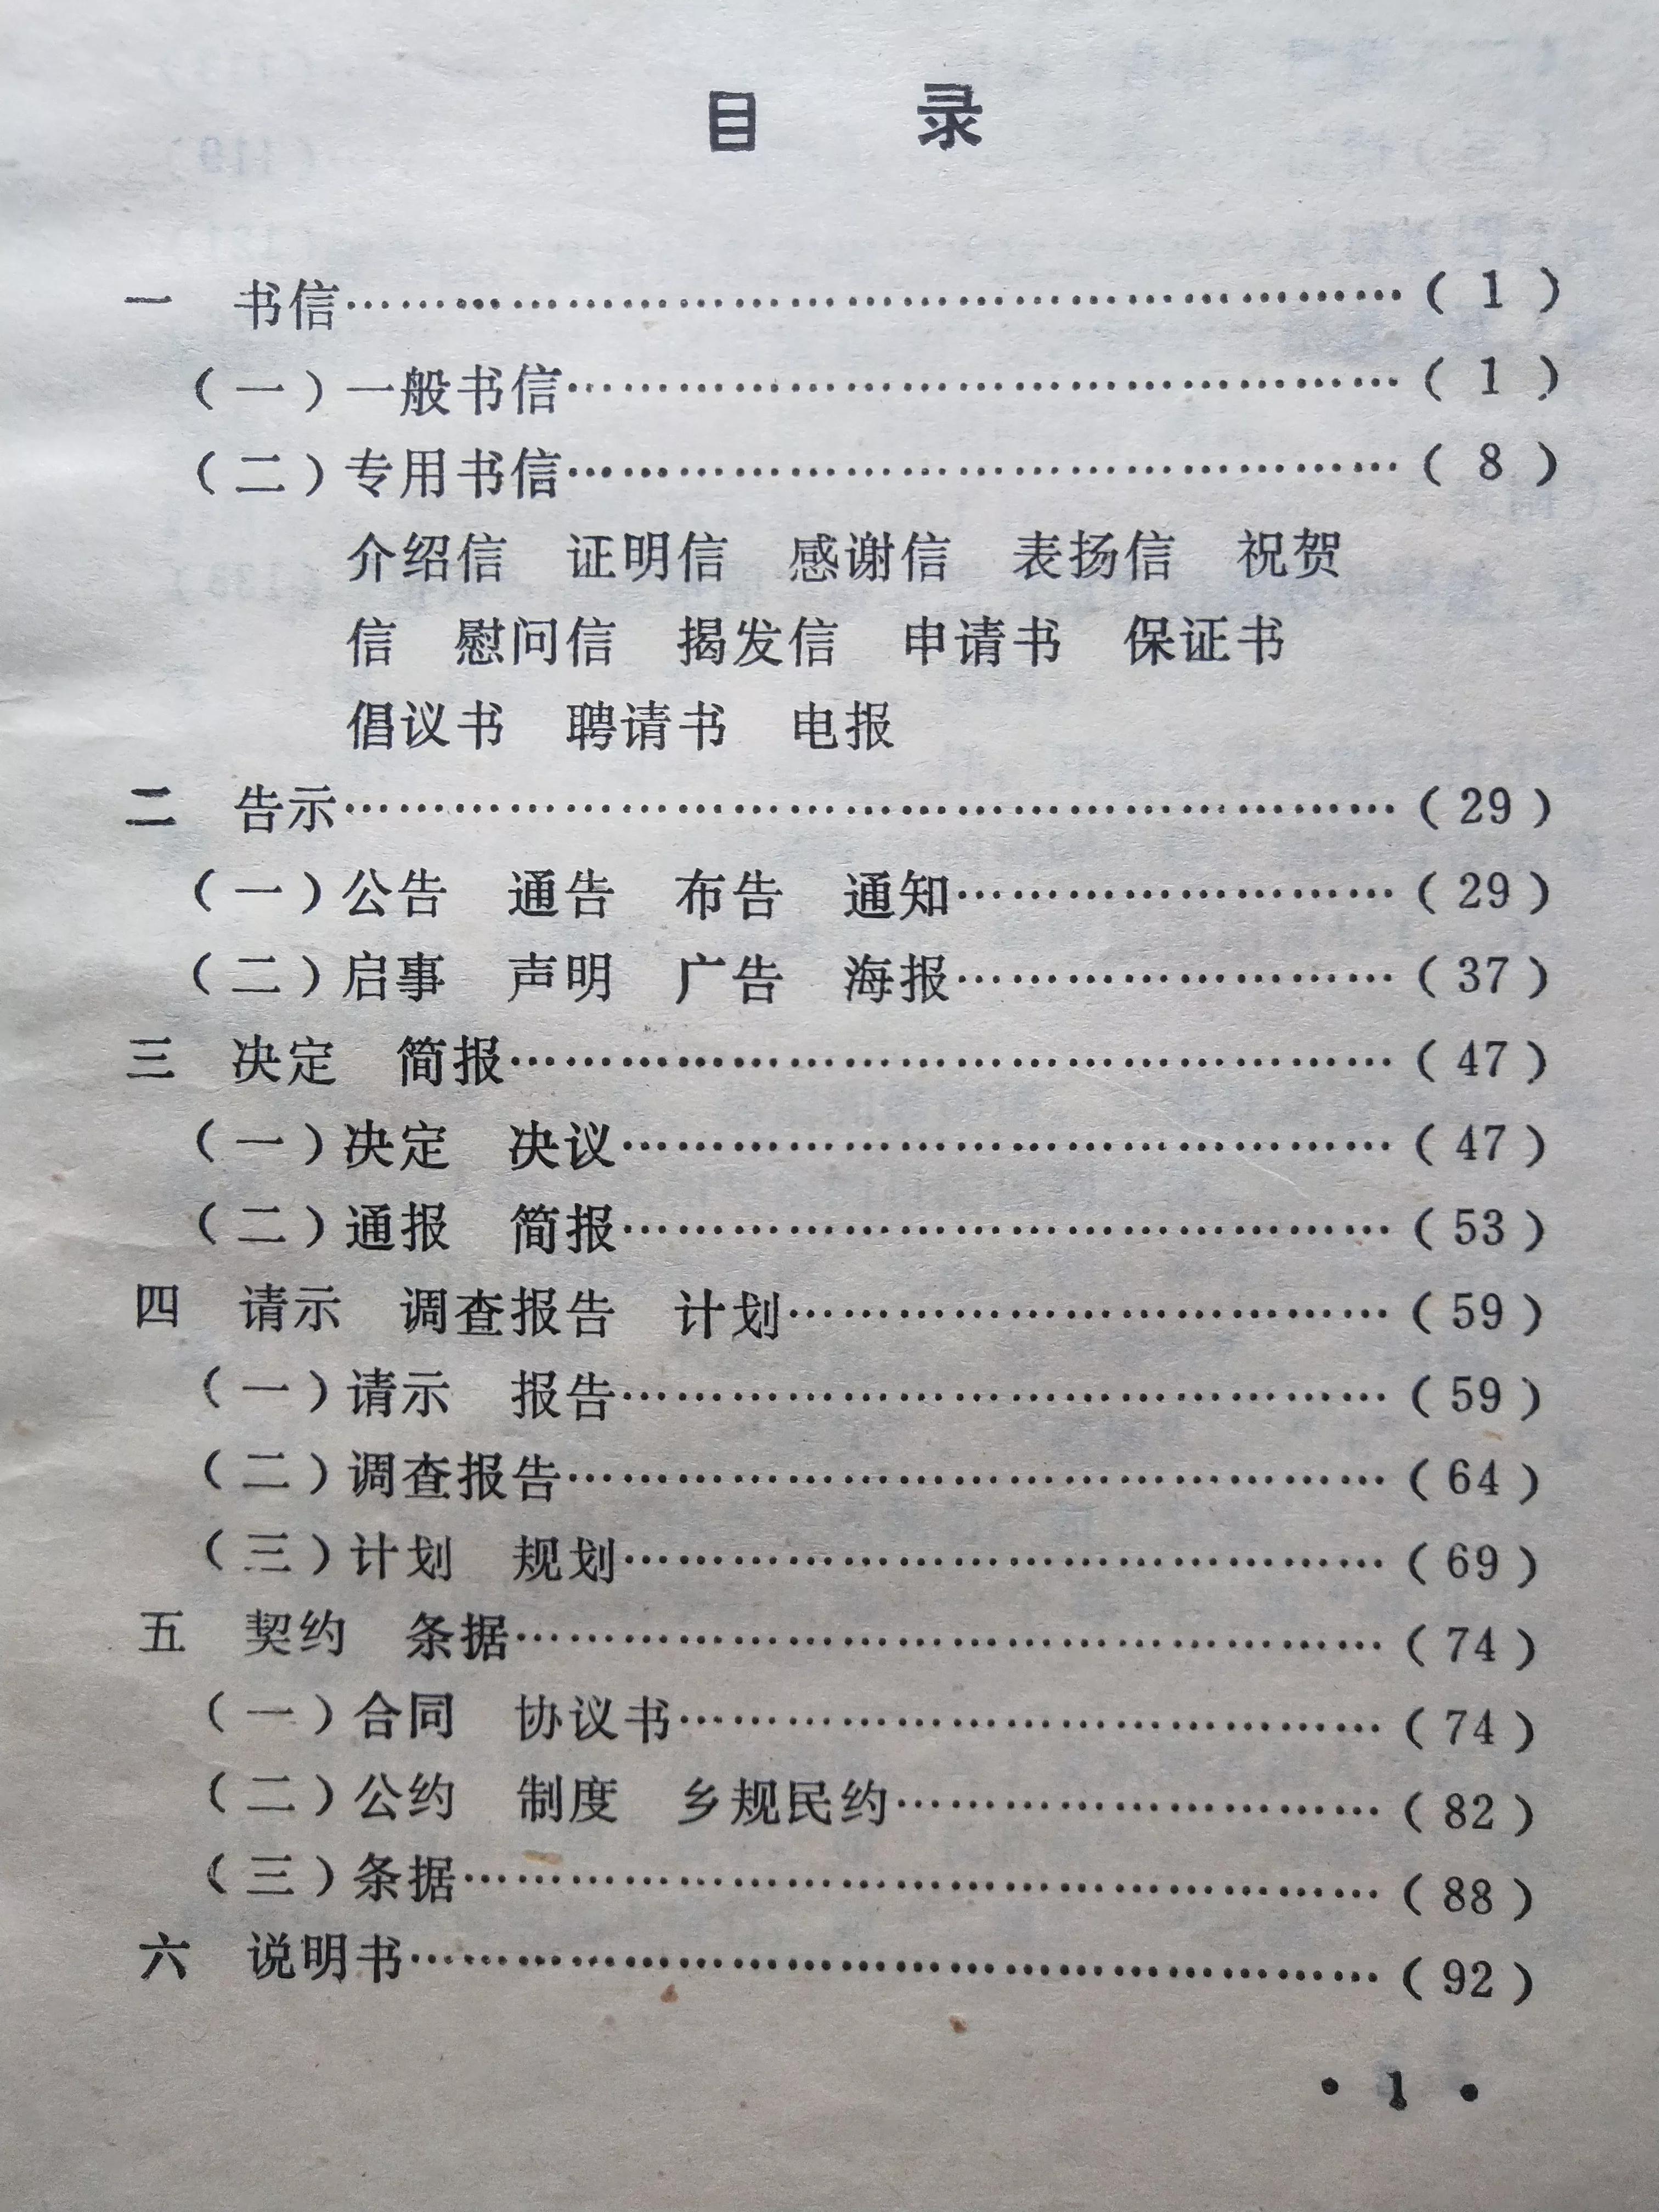 目 录
一 书信……………………………………………………( 1 )
（一）一般书信…………………………………………( 1 )
（二）专用书信…………………………………………( 8 )
介绍信 证明信 感谢信 表扬信 祝贺
信 慰问信 揭发信 申请书 保证书
倡议书 聘请书 电报
二 告示……………………………………………………( 29 )
（一）公告 通告 布告 通知……………………( 29 )
（二）启事 声明 广告 海报……………………( 37 )
三 决定 简报……………………………………………( 47 )
（一）决定 决议………………………………………( 47 )
（二）通报 简报………………………………………( 53 )
四 请示 调查报告 计划………………………………( 59 )
（一）请示 报告………………………………………( 59 )
（二）调查报告…………………………………………( 64 )
（三）计划 规划………………………………………( 69 )
五 契约 条据……………………………………………( 74 )
（一）合同 协议书……………………………………( 74 )
（二）公约 制度 乡规民约…………………………( 82 )
（三）条据………………………………………………( 88 )
六 说明书…………………………………………………( 92 )
• 1 •